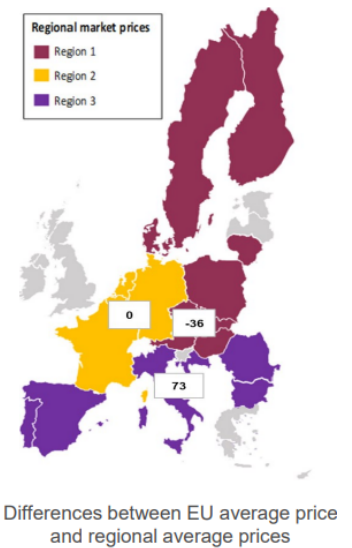 Regional market prices
Region 1
Region 2
Region 3
0
-36
73
Differences between EU average price
and regional average prices